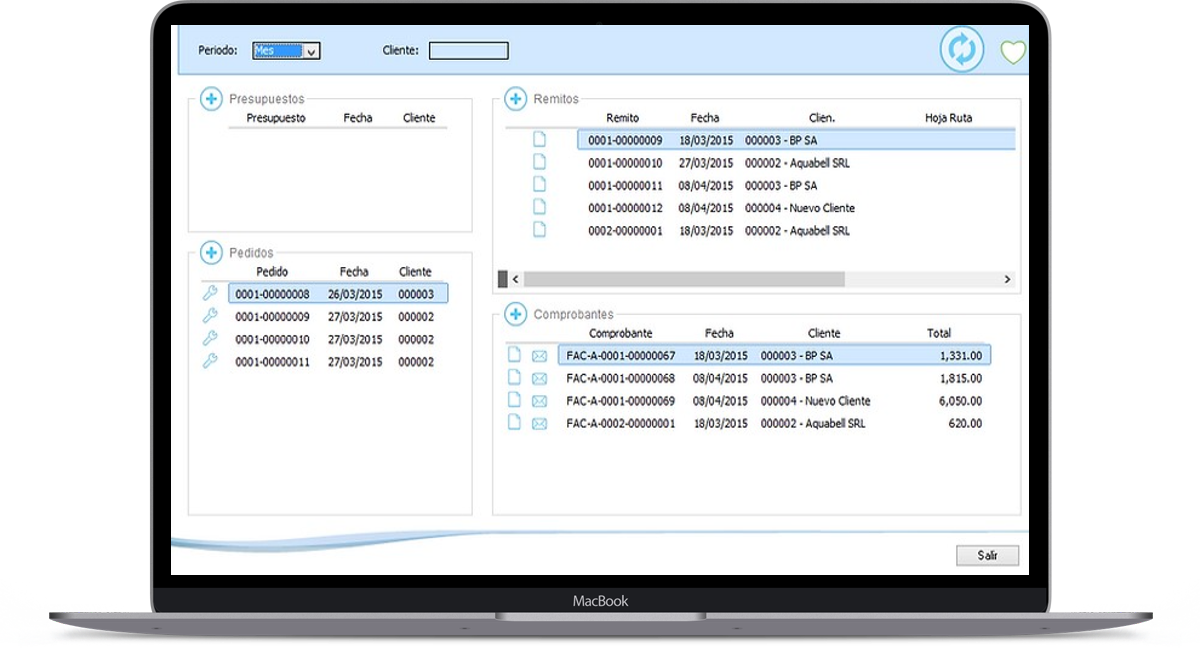 Periodo: Mes Cliente:
Presupuestos
Presupuesto Fecha Cliente
Pedidos
Pedido Fecha Cliente
0001-00000008 26/03/2015 000003
0001-00000009 27/03/2015 000002
0001-00000010 27/03/2015 000002
0001-00000011 27/03/2015 000002
Remitos
Remito Fecha Clien. Hoja Ruta
0001-00000009 18/03/2015 000003 - BP SA
0001-00000010 27/03/2015 000002 - Aquabell SRL
0001-00000011 08/04/2015 000003 - BP SA
0001-00000012 08/04/2015 000004 - Nuevo Cliente
0002-00000001 18/03/2015 000002 - Aquabell SRL
Comprobantes
Comprobante Fecha Cliente Total
FAC-A-0001-00000067 18/03/2015 000003 - BP SA 1,331.00
FAC-A-0001-00000068 08/04/2015 000003 - BP SA 1,815.00
FAC-A-0001-00000069 08/04/2015 000004 - Nuevo Cliente 6,050.00
FAC-A-0002-00000001 18/03/2015 000002 - Aquabell SRL 620.00
Salir
MacBook